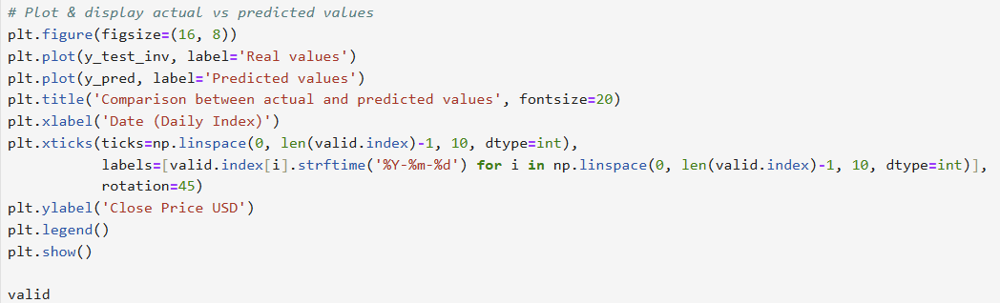 # Plot & display actual vs predicted values
plt.figure(figsize=(16, 8))
plt.plot(y_test_inv, label='Real values')
plt.plot(y_pred, label='Predicted values')
plt.title('Comparison between actual and predicted values', fontsize=20)
plt.xlabel('Date (Daily Index)')
plt.xticks(ticks=np.linspace(0, len(valid.index)-1, 10, dtype=int),
           labels=[valid.index[i].strftime('%Y-%m-%d') for i in np.linspace(0, len(valid.index)-1, 10, dtype=int)],
           rotation=45)
plt.ylabel('Close Price USD')
plt.legend()
plt.show()

valid